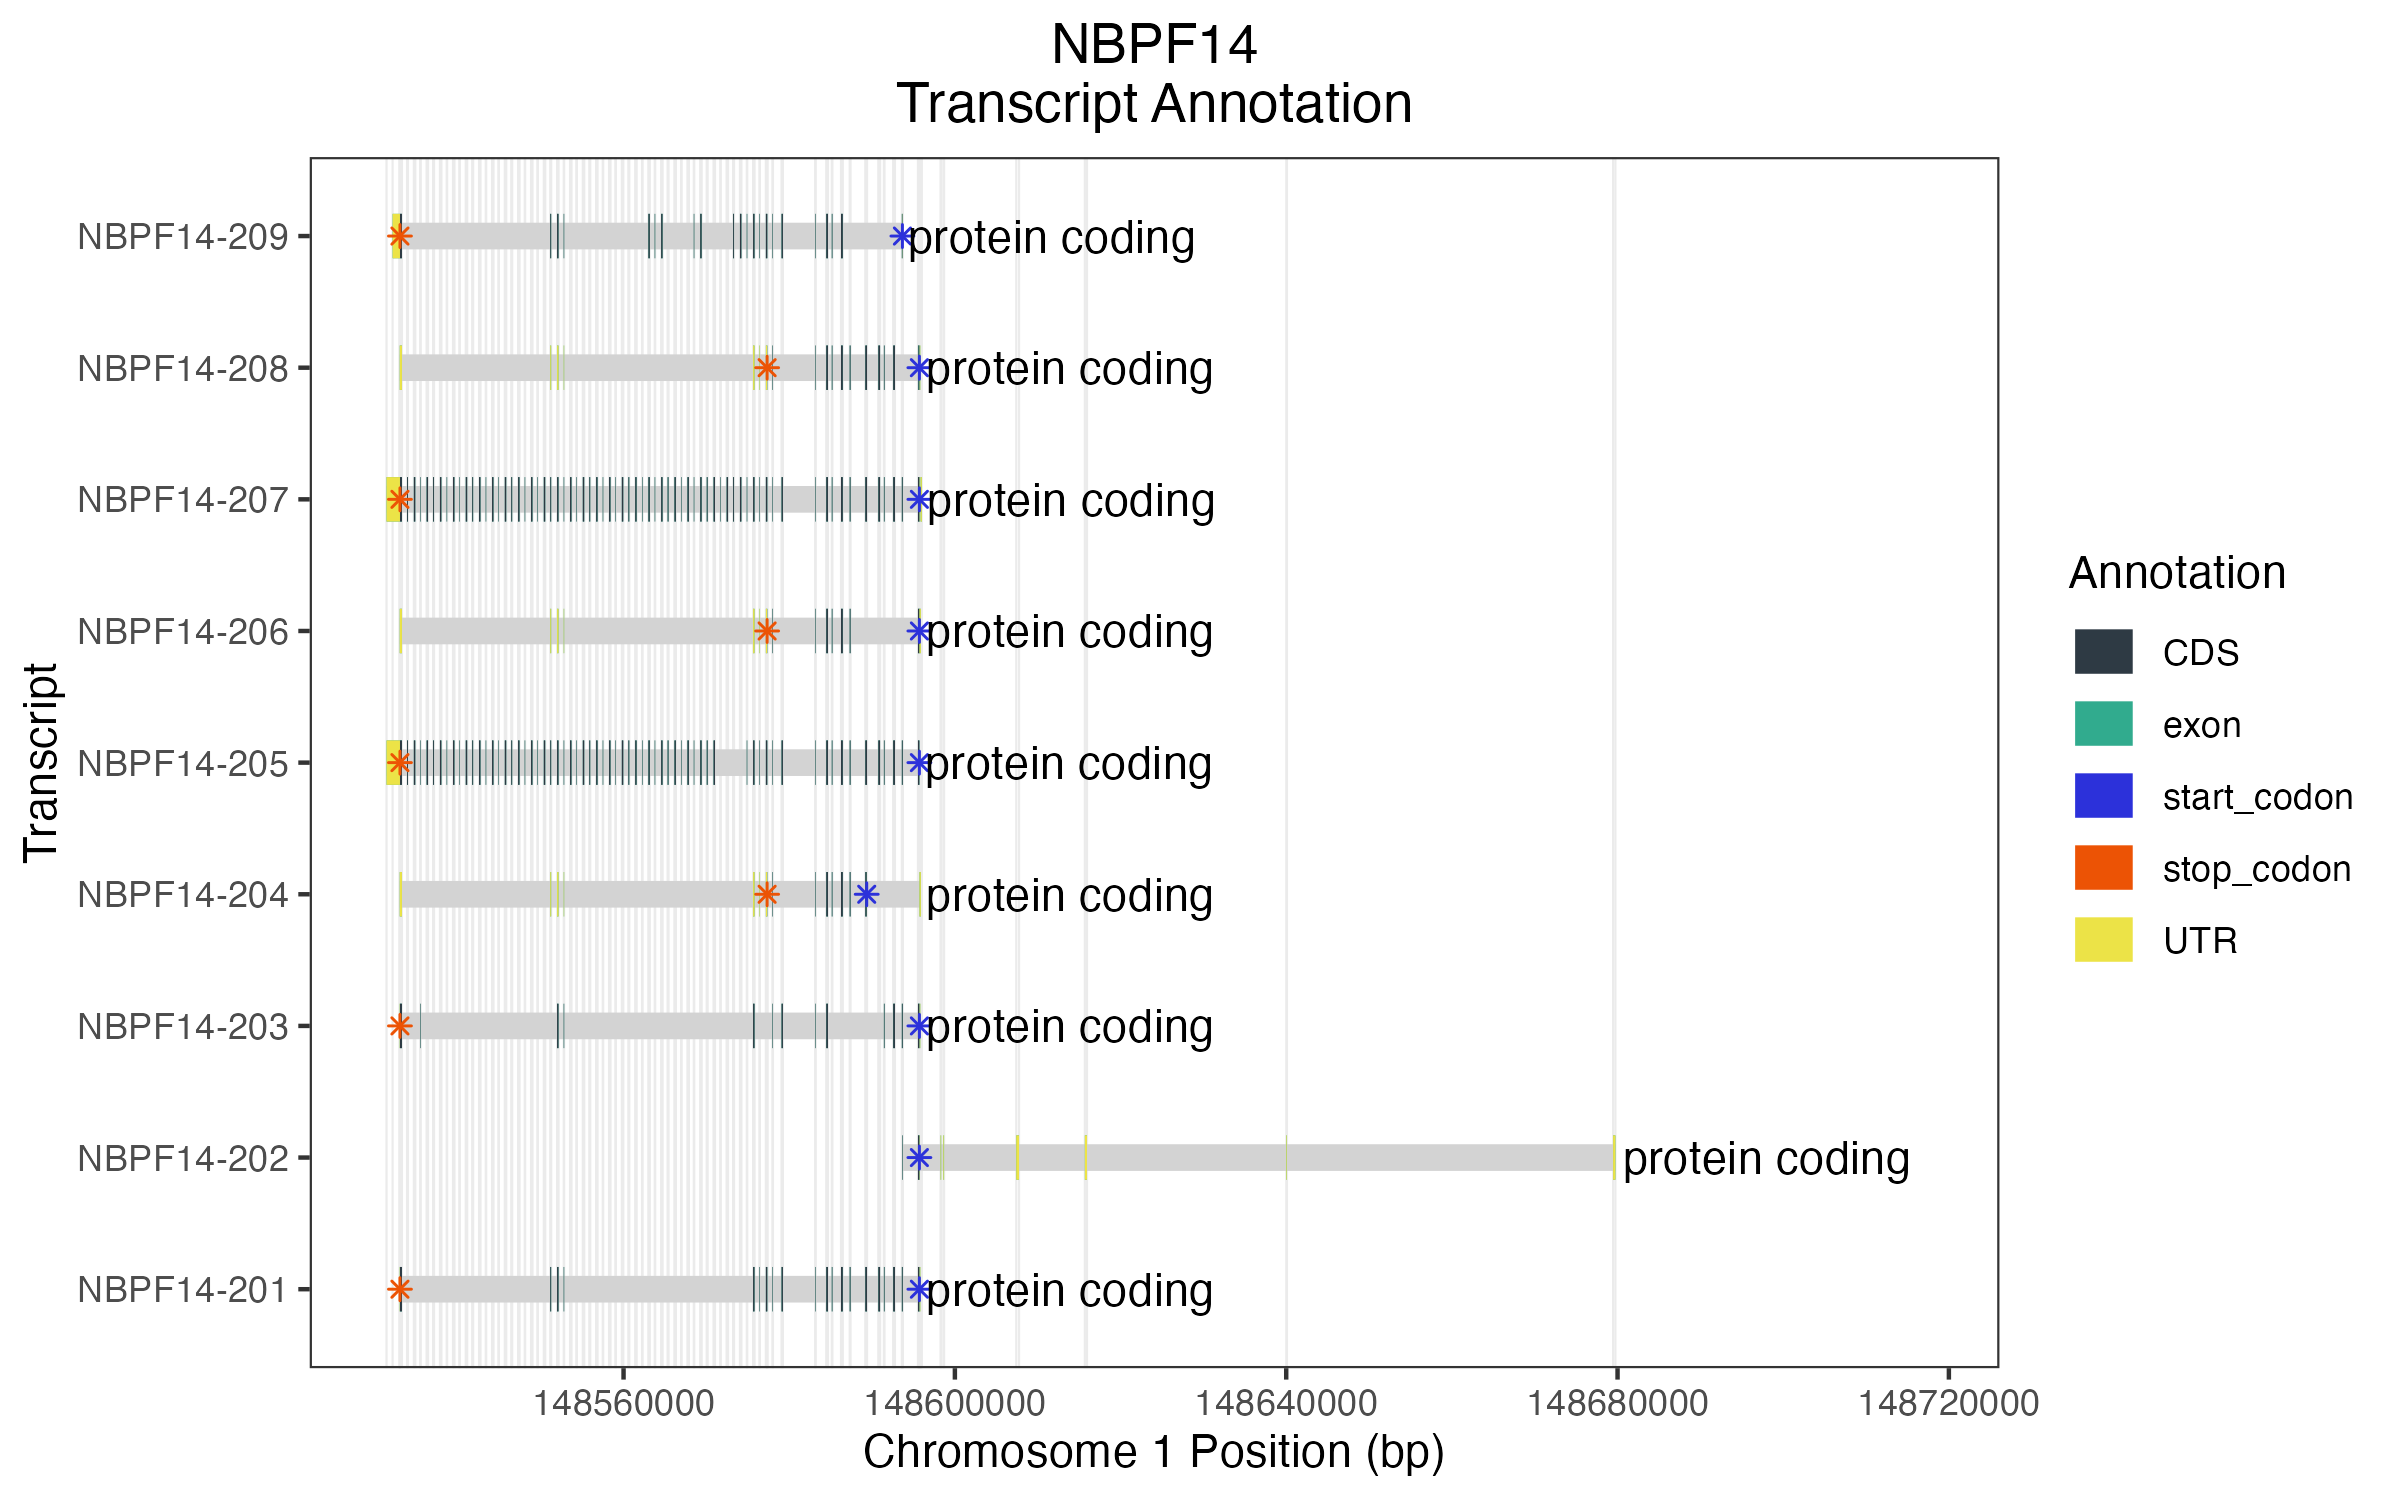 NBPF14
Transcript Annotation
Transcript
NBPF14-209 protein coding
NBPF14-208 protein coding
NBPF14-207 protein coding
NBPF14-206 protein coding
NBPF14-205 protein coding
NBPF14-204 protein coding
NBPF14-203 protein coding
NBPF14-202 protein coding
NBPF14-201 protein coding
148560000 148600000 148640000 148680000 148720000
Chromosome 1 Position (bp)
Annotation
CDS
exon
start_codon
stop_codon
UTR